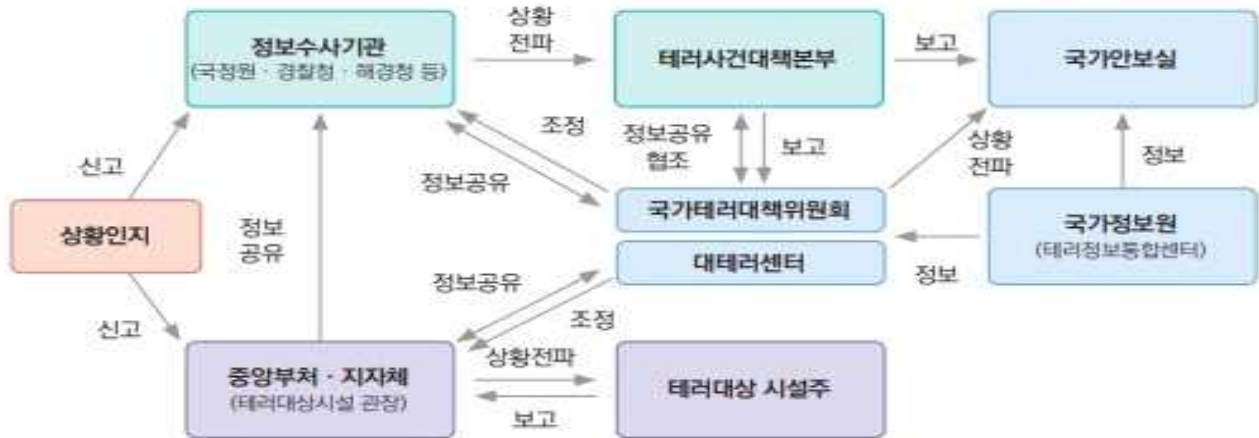 정보수사기관
(국정원 · 경찰청 · 해경청 등)
상황
전파
테러사건대책본부
보고
국가안보실
신고
조정
정보공유
정보공유
협조
보고
상황
전파
정보
상황인지
정보
공유
국가테러대책위원회
대테러센터
국가정보원
(테러정보통합센터)
정보
신고
정보공유
조정
중앙부처 · 지자체
(테러대상시설 관장)
상황전파
보고
테러대상 시설주